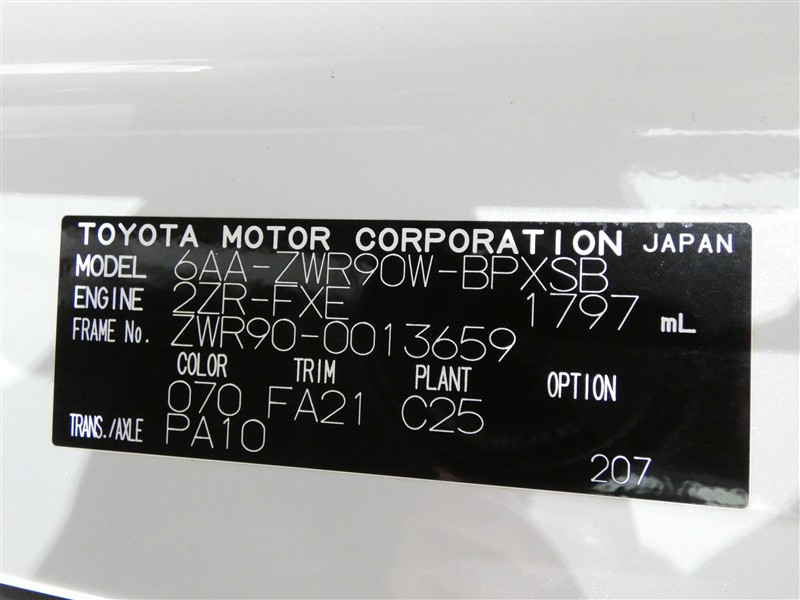 TOYOTA MOTOR CORPORATION JAPAN
MODEL 6AA-ZWR90W-BPXSB
ENGINE 2ZR-FXE 1797 mL
FRAME No. ZWR90-0013659
COLOR TRIM PLANT OPTION
070 FA21 C25
TRANS./AXLE PA10
207